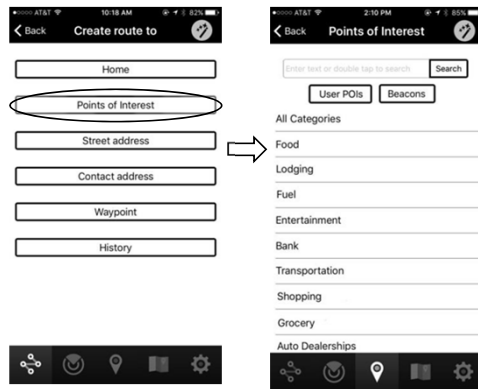 AT&T 10:18 AM 82%
Back Create route to
Home
Points of Interest
Street address
Contact address
Waypoint
History
AT&T 2:10 PM 85%
Back Points of Interest
Enter text or double tap to search Search
User POIs Beacons
All Categories
Food
Lodging
Fuel
Entertainment
Bank
Transportation
Shopping
Grocery
Auto Dealerships